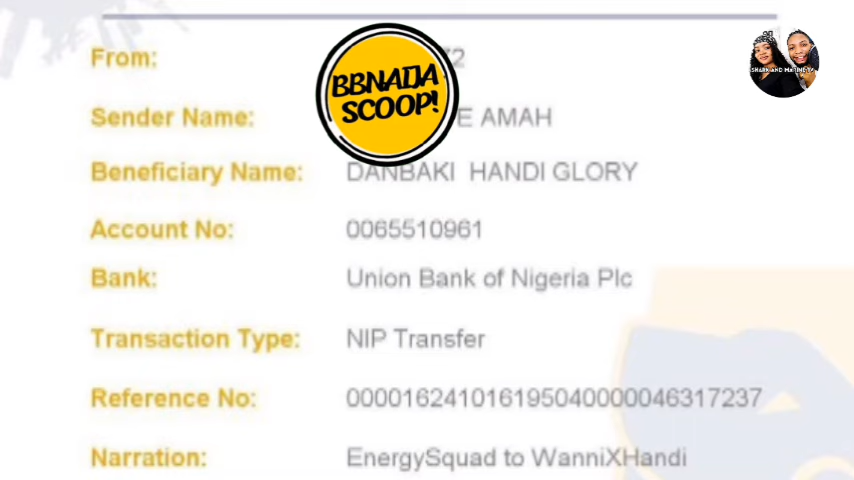 From:
BBNAIJA
SCOOP!
Sender Name: E AMAH
Beneficiary Name: DANBAKI HANDI GLORY
Account No: 0065510961
Bank: Union Bank of Nigeria Plc
Transaction Type: NIP Transfer
Reference No: 000016241016195040000046317237
Narration: EnergySquad to WanniXHandi